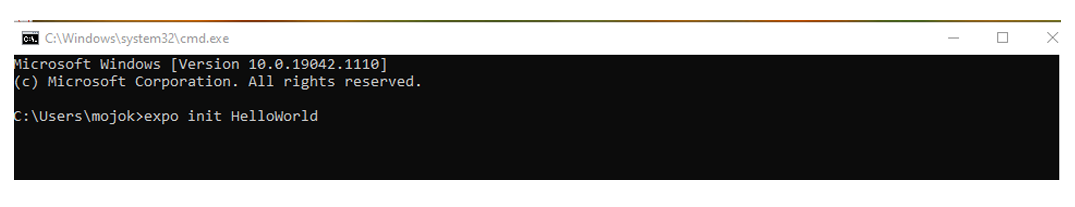 C:\Windows\system32\cmd.exe
Microsoft Windows [Version 10.0.19042.1110]
(c) Microsoft Corporation. All rights reserved.
C:\Users\mojok>expo init HelloWorld